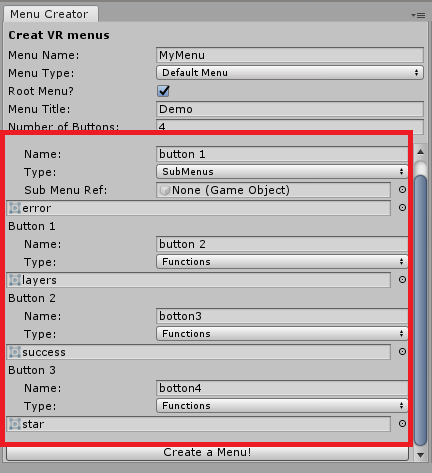 Menu Creator
Creat VR menus
Menu Name: MyMenu
Menu Type: Default Menu
Root Menu?
Menu Title: Demo
Number of Buttons: 4
Name: button 1
Type: SubMenus
Sub Menu Ref: None (Game Object)
error
Button 1
Name: button 2
Type: Functions
layers
Button 2
Name: botton3
Type: Functions
success
Button 3
Name: botton4
Type: Functions
star
Create a Menu!